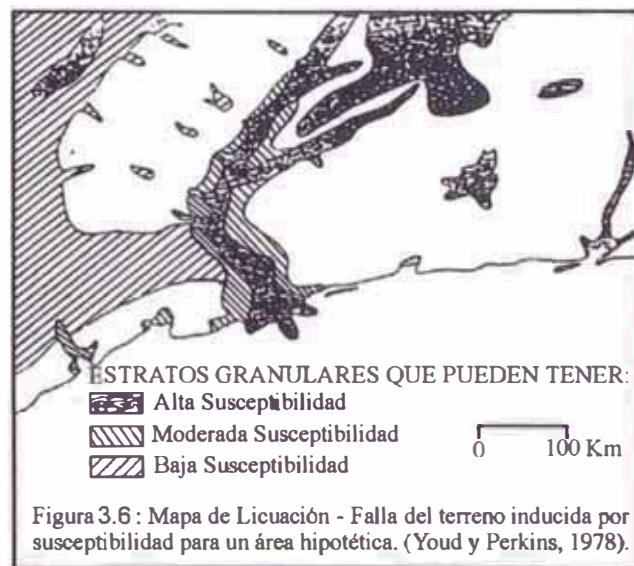 ESTRATOS GRANULARES QUE PUEDEN TENER:
Alta Susceptibilidad
Moderada Susceptibilidad
Baja Susceptibilidad
0 100 Km
Figura 3.6 : Mapa de Licuación - Falla del terreno inducida por
susceptibilidad para un área hipotética. (Youd y Perkins, 1978).